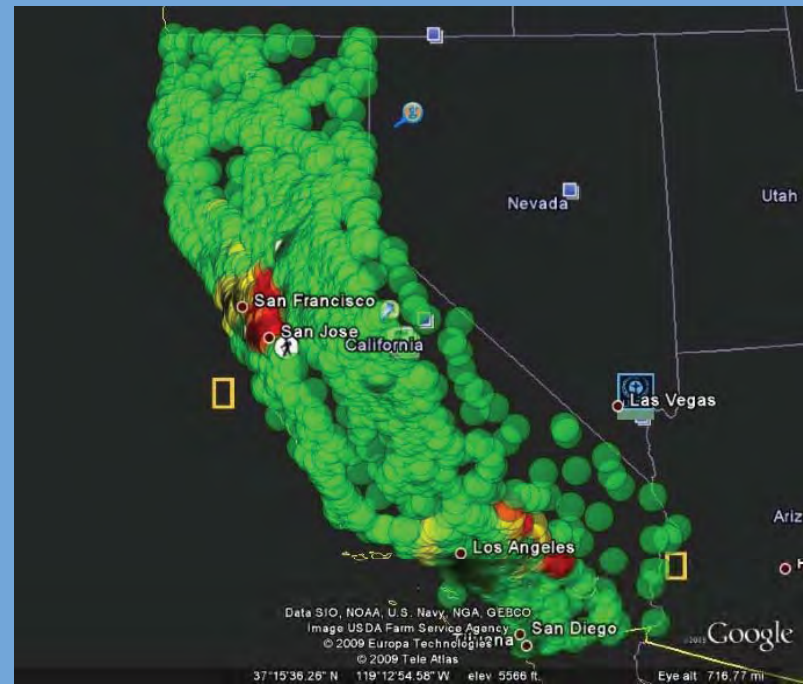 Nevada
Utah
San Francisco
San Jose
California
Las Vegas
Los Angeles
Data SIO, NOAA, U.S. Navy, NGA, GEBCO
Image USDA Farm Service Agency
San Diego
Tijuana
© 2009 Europa Technologies
Google
© 2009 Tele Atlas
37°15'36.26" N 119°12'54.58" W elev 5566 ft.
Eye alt 716.77 mi